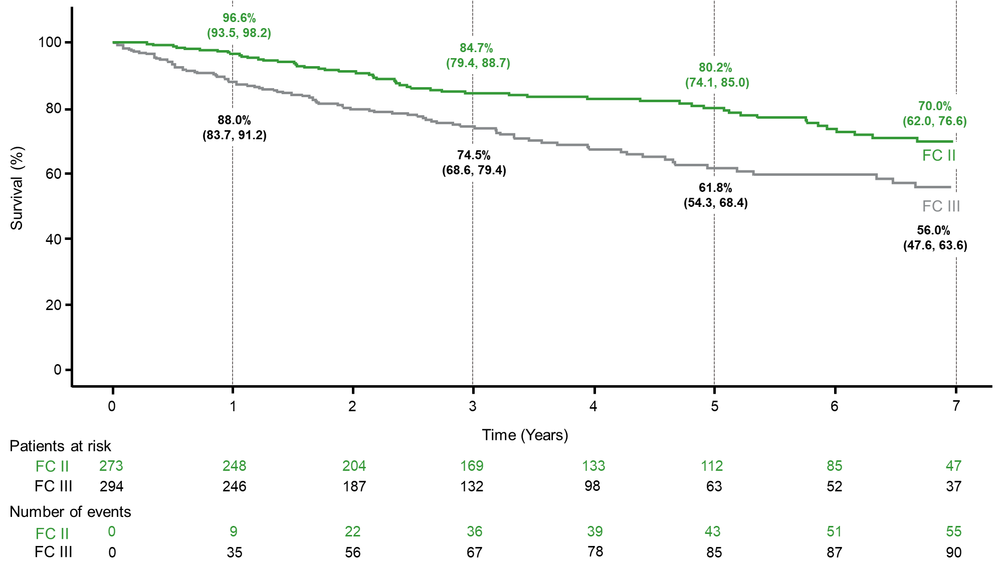 96.6%
(93.5, 98.2)
84.7%
(79.4, 88.7)
80.2%
(74.1, 85.0)
70.0%
(62.0, 76.6)
FC II
88.0%
(83.7, 91.2)
74.5%
(68.6, 79.4)
61.8%
(54.3, 68.4)
FC III
56.0%
(47.6, 63.6)
Survival (%)
100
80
60
40
20
0
0 1 2 3 4 5 6 7
Time (Years)
Patients at risk
FC II 273 248 204 169 133 112 85 47
FC III 294 246 187 132 98 63 52 37
Number of events
FC II 0 9 22 36 39 43 51 55
FC III 0 35 56 67 78 85 87 90